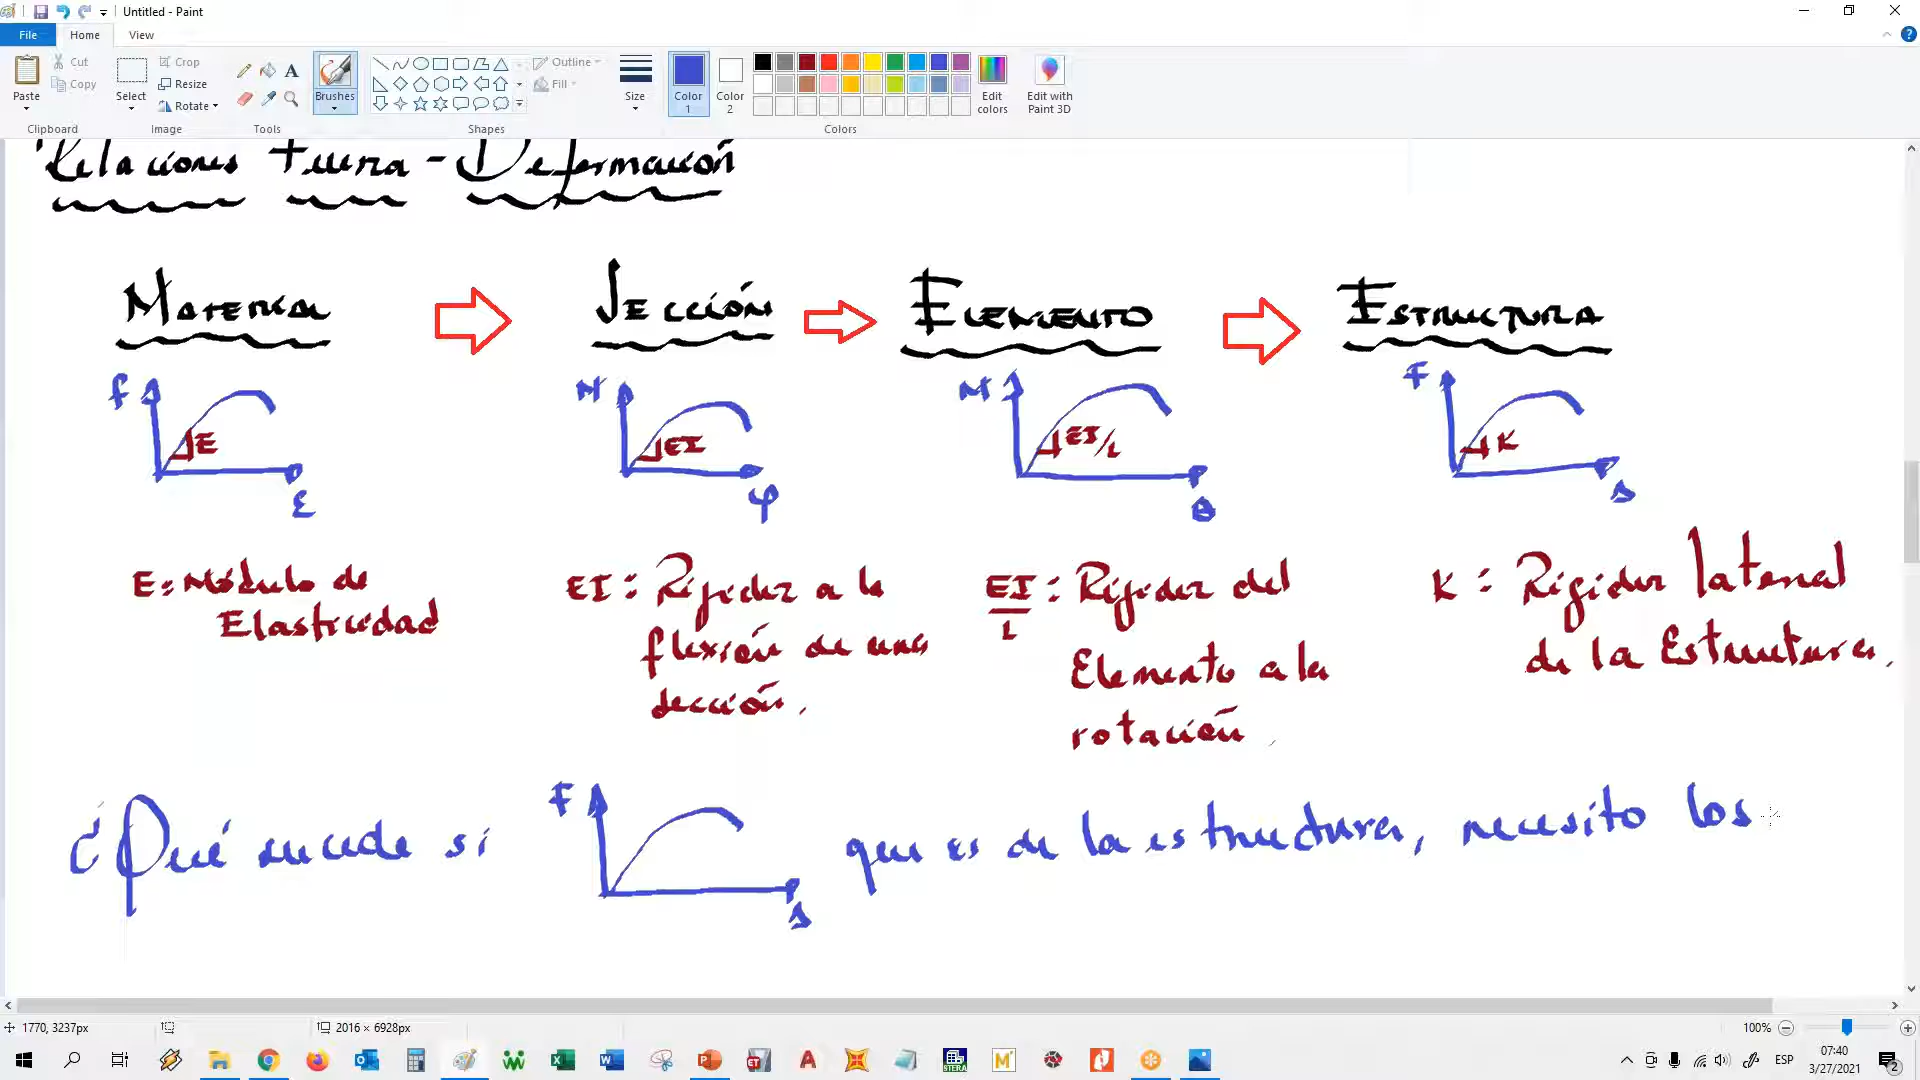 Untitled - Paint
File Home View
Paste Cut Copy Select Crop Resize Rotate Brushes Outline Fill Size Color 1 Color 2 Edit colors Edit with Paint 3D
Clipboard Image Tools Shapes Colors
Relaciones Fuerza - Deformación
Material Sección Elemento Estructura
f E ε
M EI φ
M EI/L θ
F K Δ
E = Módulo de Elasticidad
EI : Rigidez a la flexión de una sección.
EI/L : Rigidez del Elemento a la rotación.
K : Rigidez lateral de la Estructura.
¿Qué sucede si F Δ que es de la estructura, necesito los
1770, 3237px 2016 × 6928px 100%
ESP 07:40
3/27/2021